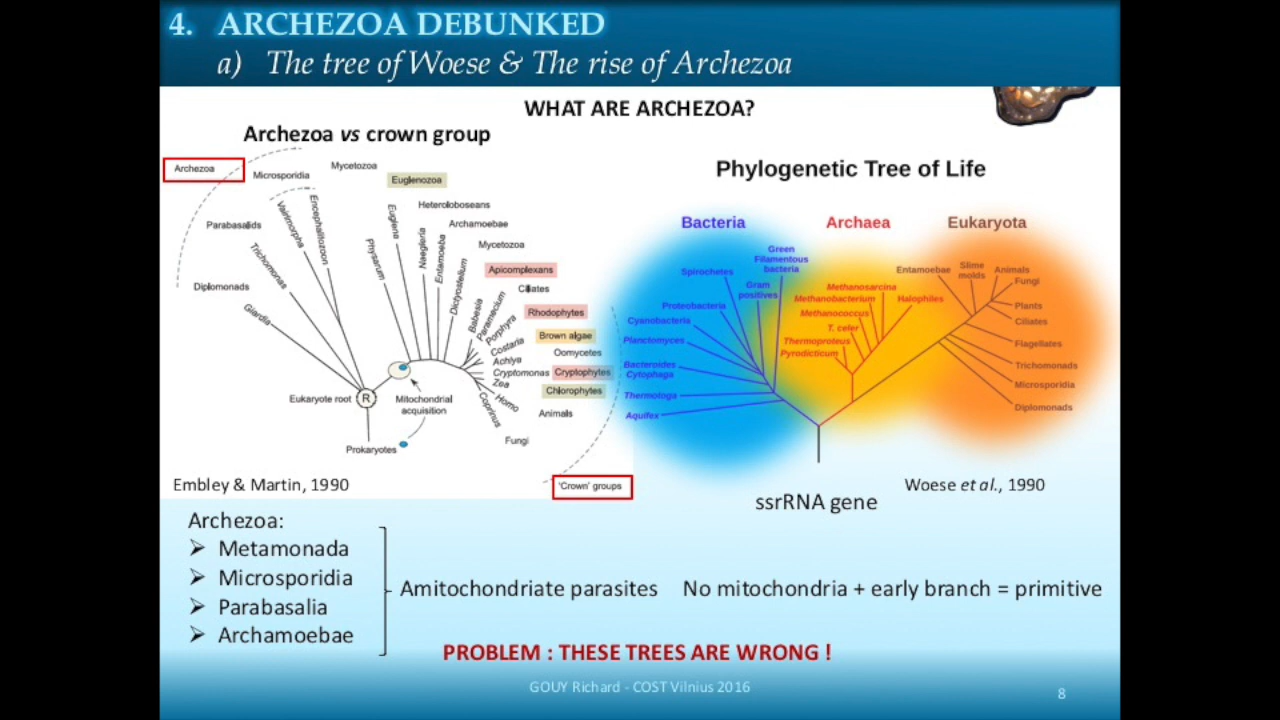 4. ARCHEZOA DEBUNKED
a) The tree of Woese & The rise of Archezoa
WHAT ARE ARCHEZOA?
Archezoa vs crown group
Archezoa
Microsporidia
Mycetozoa
Euglenozoa
Heteroloboseans
Archamoebae
Mycetozoa
Apicomplexans
Ciliates
Rhodophytes
Brown algae
Oomycetes
Cryptophytes
Chlorophytes
Animals
Fungi
'Crown' groups
Parabasalids
Diplomonads
Giardia
Trichomonas
Vairimorpha
Encephalitozoon
Physarum
Euglena
Naegleria
Entamoeba
Dictyostelium
Babesia
Paramecium
Porphyra
Costaria
Achlya
Cryptomonas
Zea
Homo
Coprinus
Eukaryote root
R
Mitochondrial
acquisition
Prokaryotes
Embley & Martin, 1990
Phylogenetic Tree of Life
Bacteria
Archaea
Eukaryota
Green
Filamentous
bacteria
Spirochetes
Gram
positives
Proteobacteria
Cyanobacteria
Planctomyces
Bacteroides
Cytophaga
Thermotoga
Aquifex
Methanosarcina
Methanobacterium
Halophiles
Methanococcus
T. celer
Thermoproteus
Pyrodicticum
Entamoebae
Slime
molds
Animals
Fungi
Plants
Ciliates
Flagellates
Trichomonads
Microsporidia
Diplomonads
ssrRNA gene
Woese et al., 1990
Archezoa:
➢ Metamonada
➢ Microsporidia
➢ Parabasalia
➢ Archamoebae
Amitochondriate parasites
No mitochondria + early branch = primitive
PROBLEM : THESE TREES ARE WRONG !
GOUY Richard - COST Vilnius 2016
8